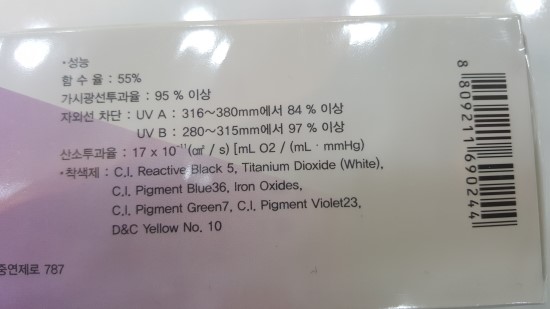 ·성능
함 수 율 : 55%
가시광선투과율 : 95 % 이상
자외선 차단 : UV A : 316~380mm에서 84 % 이상
UV B : 280~315mm에서 97 % 이상
산소투과율 : 17 x 10⁻¹¹(㎠ / s) [mL O2 / (mL · mmHg)
·착색제 : C.I. Reactive Black 5, Titanium Dioxide (White),
C.I. Pigment Blue36, Iron Oxides,
C.I. Pigment Green7, C.I. Pigment Violet23,
D&C Yellow No. 10
중연제로 787
8 809211 690244